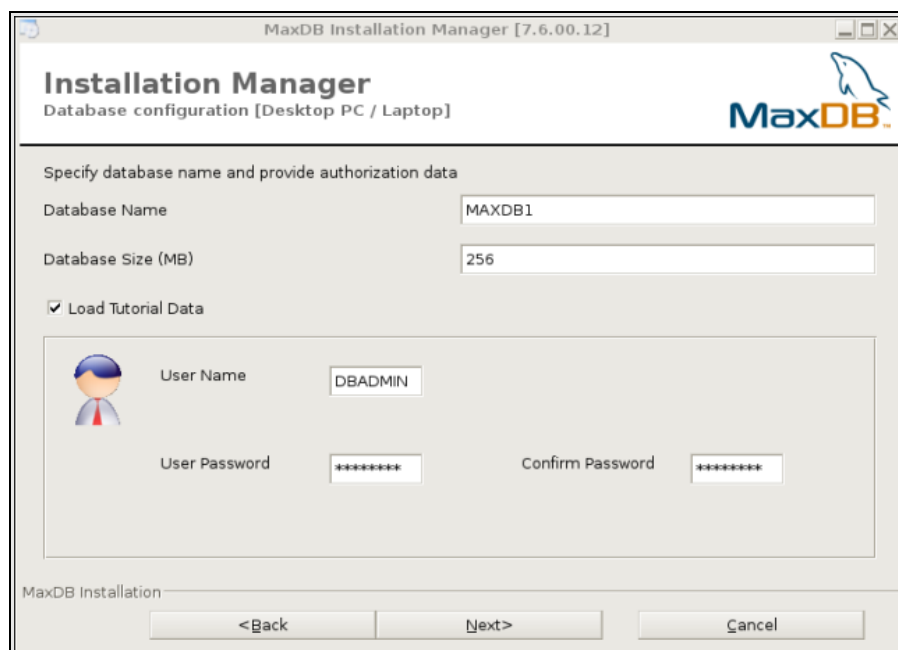 MaxDB Installation Manager [7.6.00.12]
Installation Manager
Database configuration [Desktop PC / Laptop]
MaxDB™
Specify database name and provide authorization data
Database Name MAXDB1
Database Size (MB) 256
Load Tutorial Data
User Name DBADMIN
User Password ******** Confirm Password ********
MaxDB Installation
<Back Next> Cancel